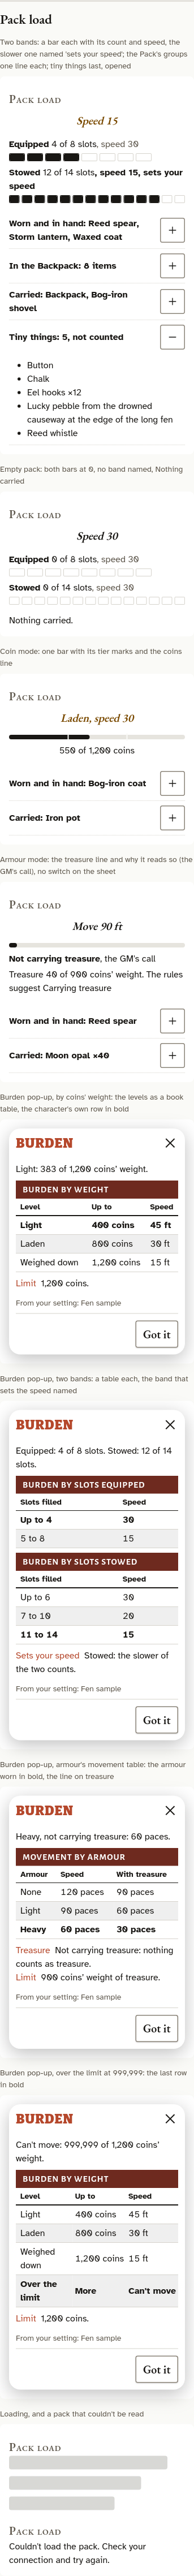 Pack load
Two bands: a bar each with its count and speed,
the slower one named 'sets your speed'; the Pack's groups
one line each; tiny things last, opened
Pack load
Speed 15
Equipped 4 of 8 slots, speed 30
Stowed 12 of 14 slots, speed 15, sets your
speed
Worn and in hand: Reed spear,
Storm lantern, Waxed coat
In the Backpack: 8 items
Carried: Backpack, Bog-iron
shovel
Tiny things: 5, not counted
• Button
• Chalk
• Eel hooks ×12
• Lucky pebble from the drowned
causeway at the edge of the long fen
• Reed whistle
Empty pack: both bars at 0, no band named, Nothing
carried
Pack load
Speed 30
Equipped 0 of 8 slots, speed 30
Stowed 0 of 14 slots, speed 30
Nothing carried.
Coin mode: one bar with its tier marks and the coins
line
Pack load
Laden, speed 30
550 of 1,200 coins
Worn and in hand: Bog-iron coat
Carried: Iron pot
Armour mode: the treasure line and why it reads so (the
GM's call), no switch on the sheet
Pack load
Move 90 ft
Not carrying treasure, the GM's call
Treasure 40 of 900 coins' weight. The rules
suggest Carrying treasure
Worn and in hand: Reed spear
Carried: Moon opal ×40
Burden pop-up, by coins' weight: the levels as a book
table, the character's own row in bold
BURDEN
Light: 383 of 1,200 coins' weight.
BURDEN BY WEIGHT
Level Up to Speed
Light 400 coins 45 ft
Laden 800 coins 30 ft
Weighed down 1,200 coins 15 ft
Limit 1,200 coins.
From your setting: Fen sample
Got it
Burden pop-up, two bands: a table each, the band that
sets the speed named
BURDEN
Equipped: 4 of 8 slots. Stowed: 12 of 14
slots.
BURDEN BY SLOTS EQUIPPED
Slots filled Speed
Up to 4 30
5 to 8 15
BURDEN BY SLOTS STOWED
Slots filled Speed
Up to 6 30
7 to 10 20
11 to 14 15
Sets your speed Stowed: the slower of
the two counts.
From your setting: Fen sample
Got it
Burden pop-up, armour's movement table: the armour
worn in bold, the line on treasure
BURDEN
Heavy, not carrying treasure: 60 paces.
MOVEMENT BY ARMOUR
Armour Speed With treasure
None 120 paces 90 paces
Light 90 paces 60 paces
Heavy 60 paces 30 paces
Treasure Not carrying treasure: nothing
counts as treasure.
Limit 900 coins' weight of treasure.
From your setting: Fen sample
Got it
Burden pop-up, over the limit at 999,999: the last row
in bold
BURDEN
Can't move: 999,999 of 1,200 coins'
weight.
BURDEN BY WEIGHT
Level Up to Speed
Light 400 coins 45 ft
Laden 800 coins 30 ft
Weighed
down 1,200 coins 15 ft
Over the
limit More Can't move
Limit 1,200 coins.
From your setting: Fen sample
Got it
Loading, and a pack that couldn't be read
Pack load
Pack load
Couldn't load the pack. Check your
connection and try again.